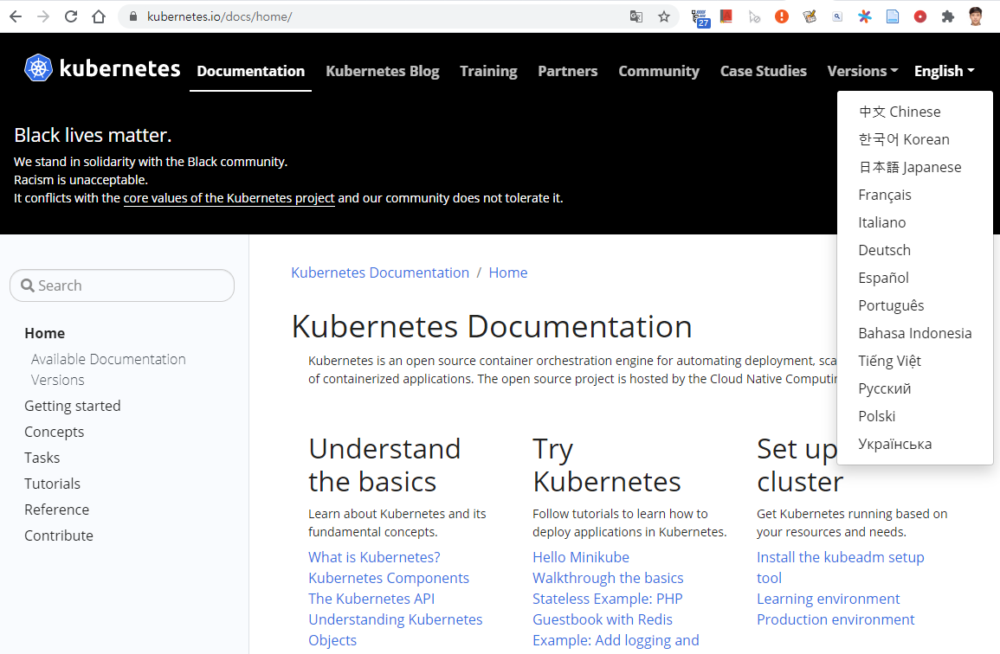 kubernetes.io/docs/home/
27
kubernetes
Documentation
Kubernetes Blog
Training
Partners
Community
Case Studies
Versions
English
中文 Chinese
한국어 Korean
日本語 Japanese
Français
Italiano
Deutsch
Español
Português
Bahasa Indonesia
Tiếng Việt
Русский
Polski
Українська
Black lives matter.
We stand in solidarity with the Black community.
Racism is unacceptable.
It conflicts with the core values of the Kubernetes project and our community does not tolerate it.
Search
Home
Available Documentation
Versions
Getting started
Concepts
Tasks
Tutorials
Reference
Contribute
Kubernetes Documentation / Home
Kubernetes Documentation
Kubernetes is an open source container orchestration engine for automating deployment, sca
of containerized applications. The open source project is hosted by the Cloud Native Computin
Understand
the basics
Learn about Kubernetes and its
fundamental concepts.
What is Kubernetes?
Kubernetes Components
The Kubernetes API
Understanding Kubernetes
Objects
Try
Kubernetes
Follow tutorials to learn how to
deploy applications in Kubernetes.
Hello Minikube
Walkthrough the basics
Stateless Example: PHP
Guestbook with Redis
Example: Add logging and
Set up
cluster
Get Kubernetes running based on
your resources and needs.
Install the kubeadm setup
tool
Learning environment
Production environment